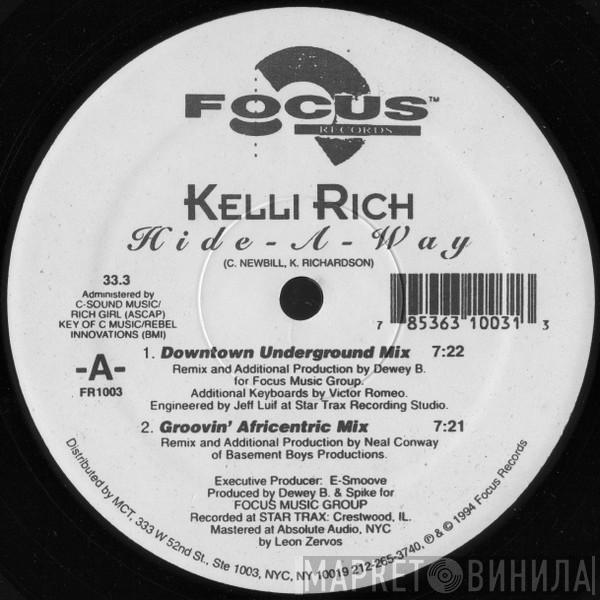 FOCUS™
RECORDS
KELLI RICH
Hide-A-Way
(C. NEWBILL, K. RICHARDSON)
33.3
Administered by
C-SOUND MUSIC/
RICH GIRL (ASCAP)
KEY OF C MUSIC/REBEL
INNOVATIONS (BMI)
-A-
FR1003
7 85363 10031 3
1. Downtown Underground Mix 7:22
Remix and Additional Production by Dewey B.
for Focus Music Group.
Additional Keyboards by Victor Romeo.
Engineered by Jeff Luif at Star Trax Recording Studio.
2. Groovin' Africentric Mix 7:21
Remix and Additional Production by Neal Conway
of Basement Boys Productions.
Executive Producer: E-Smoove
Produced by Dewey B. & Spike for
FOCUS MUSIC GROUP
Recorded at STAR TRAX: Crestwood, IL.
Mastered at Absolute Audio, NYC
by Leon Zervos
Distributed by MCT, 333 W 52nd St., Ste 1003, NYC, NY 10019 212-265-3740, ℗ & © 1994 Focus Records
МАРКЕТ ВИНИЛА